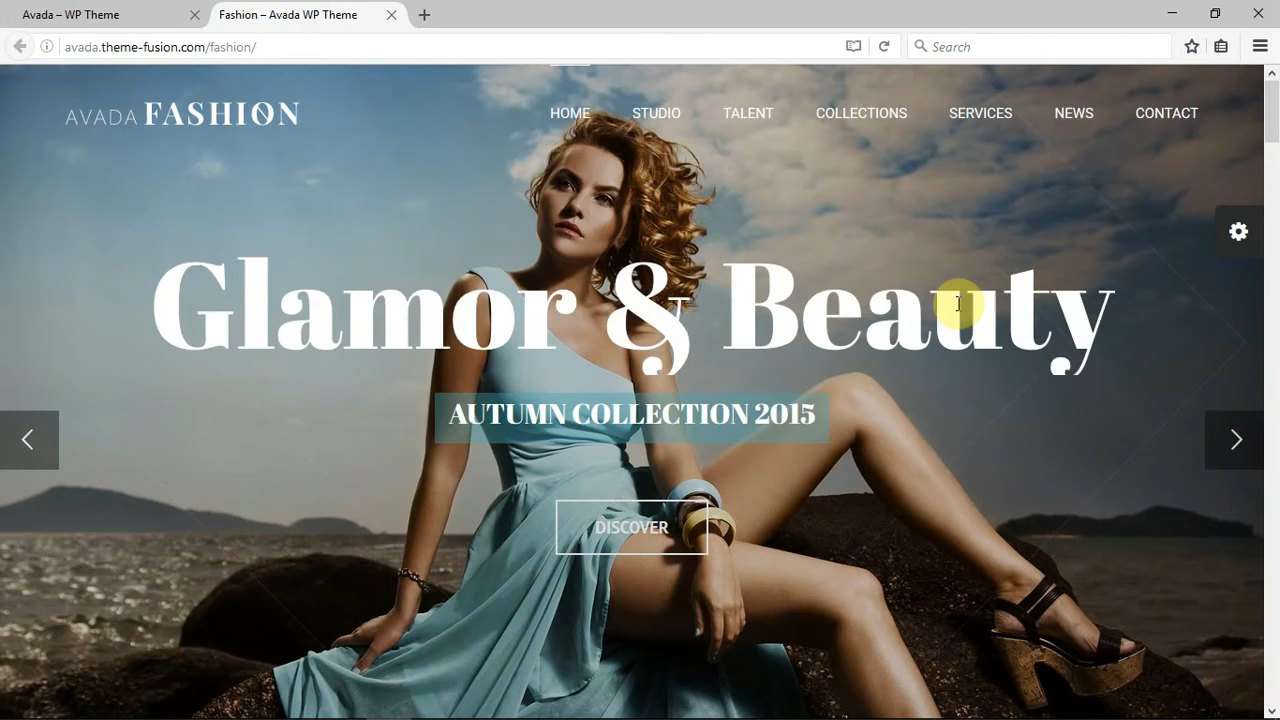 Avada – WP Theme
Fashion – Avada WP Theme
avada.theme-fusion.com/fashion/
Search
AVADA FASHION
HOME STUDIO TALENT COLLECTIONS SERVICES NEWS CONTACT
Glamor & Beauty
AUTUMN COLLECTION 2015
DISCOVER